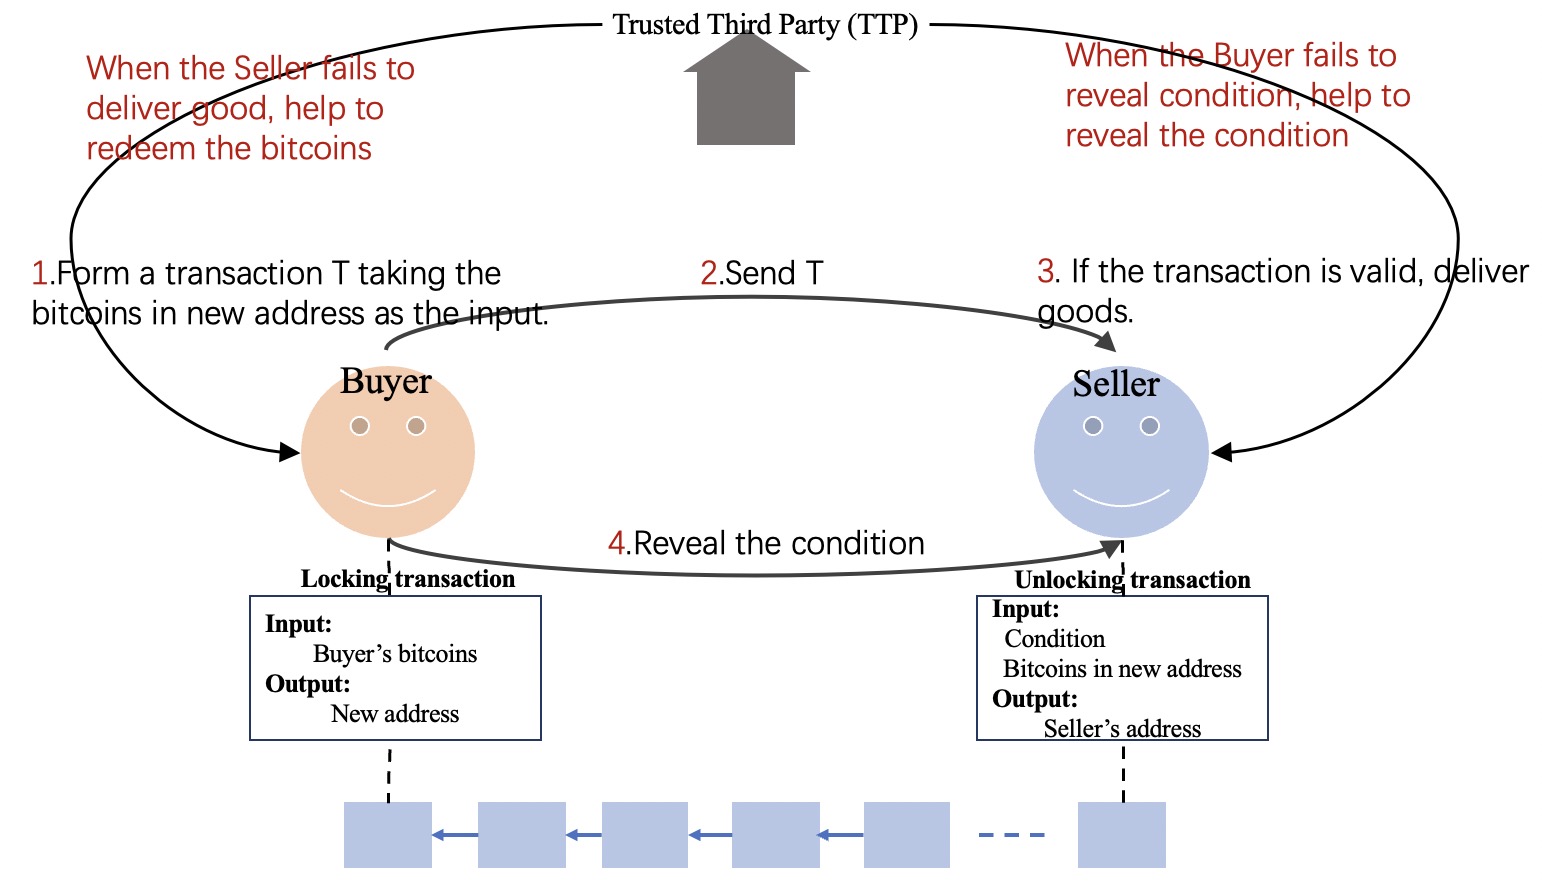 Trusted Third Party (TTP)
When the Seller fails to
deliver good, help to
redeem the bitcoins
When the Buyer fails to
reveal condition, help to
reveal the condition
1.Form a transaction T taking the
bitcoins in new address as the input.
2.Send T
3. If the transaction is valid, deliver
goods.
Buyer
Seller
4.Reveal the condition
Locking transaction
Input:
Buyer’s bitcoins
Output:
New address
Unlocking transaction
Input:
Condition
Bitcoins in new address
Output:
Seller’s address